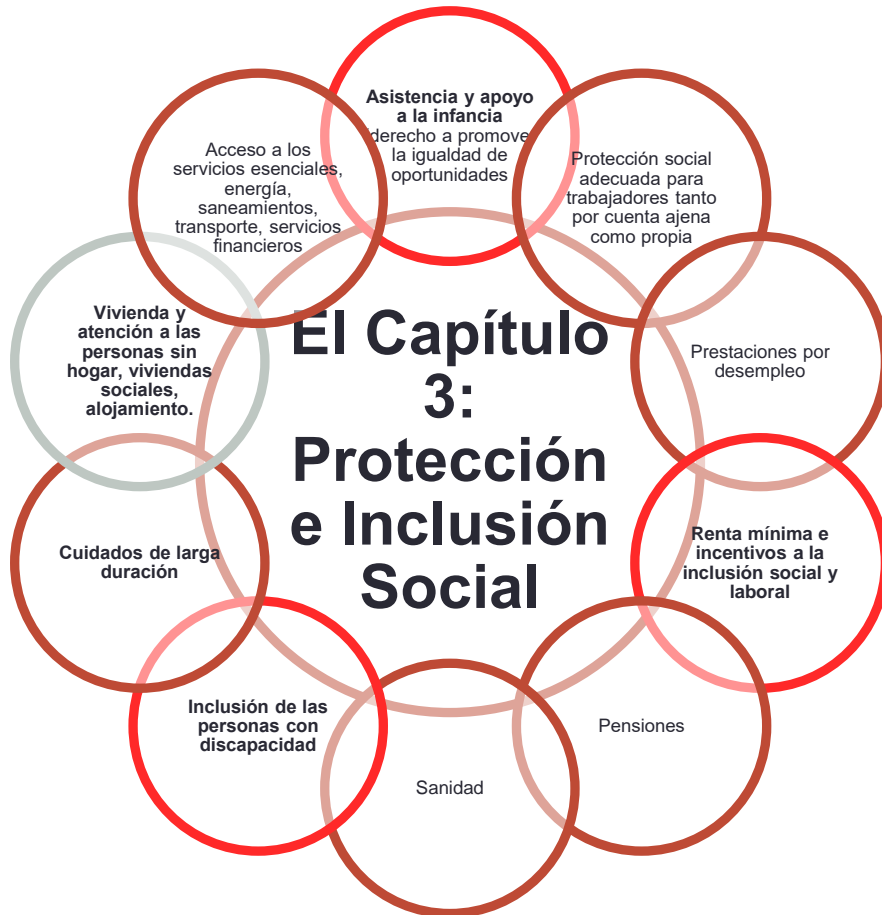 El Capítulo
3:
Protección
e Inclusión
Social
Asistencia y apoyo
a la infancia
derecho a promove
la igualdad de
oportunidades
Protección social
adecuada para
trabajadores tanto
por cuenta ajena
como propia
Prestaciones por
desempleo
Renta mínima e
incentivos a la
inclusión social y
laboral
Pensiones
Sanidad
Inclusión de las
personas con
discapacidad
Cuidados de larga
duración
Vivienda y
atención a las
personas sin
hogar, viviendas
sociales,
alojamiento.
Acceso a los
servicios esenciales,
energía,
saneamientos,
transporte, servicios
financieros